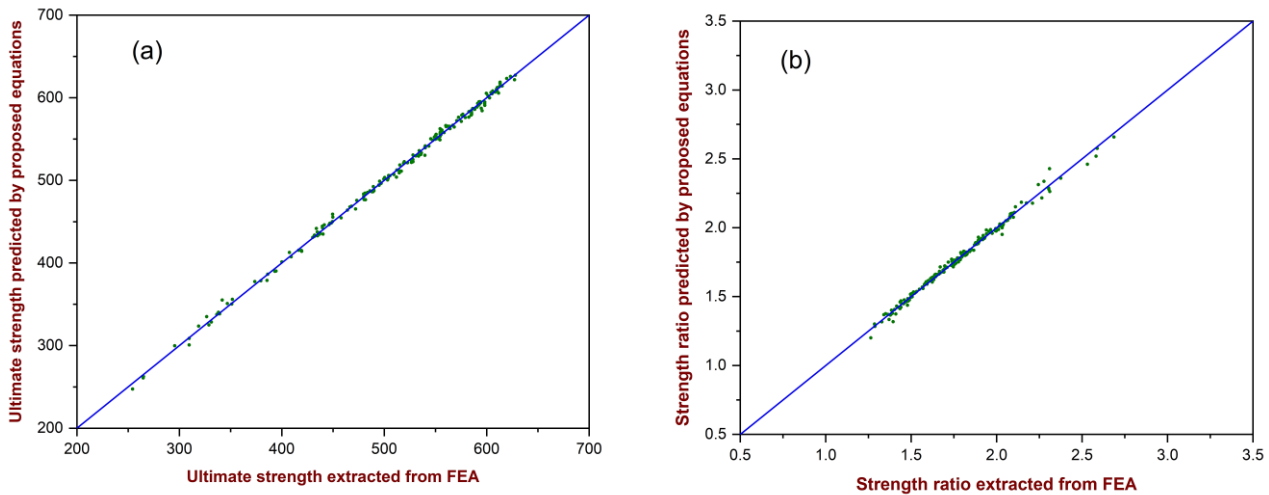 (a)
Ultimate strength predicted by proposed equations
700
600
500
400
300
200
200 300 400 500 600 700
Ultimate strength extracted from FEA
(b)
Strength ratio predicted by proposed equations
3.5
3.0
2.5
2.0
1.5
1.0
0.5
0.5 1.0 1.5 2.0 2.5 3.0 3.5
Strength ratio extracted from FEA